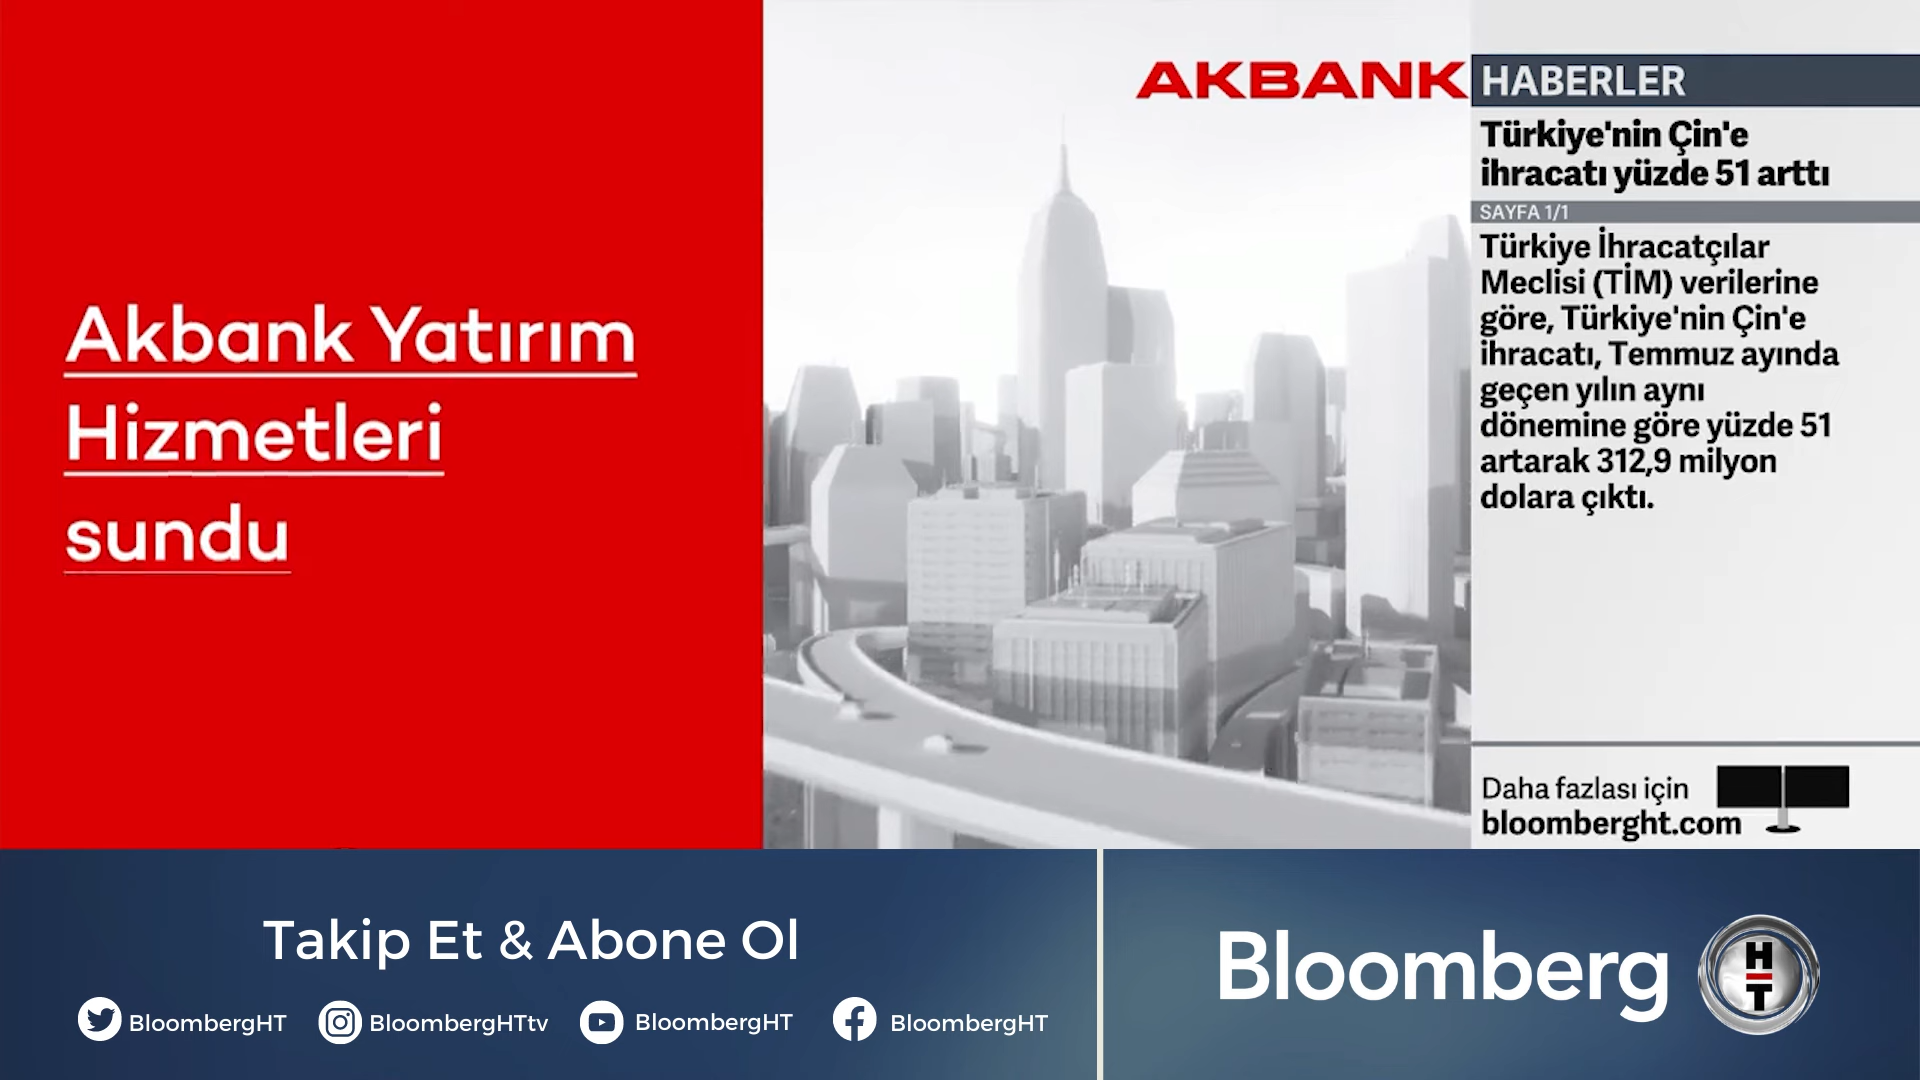 Akbank Yatırım
Hizmetleri
sundu
AKBANK
HABERLER
Türkiye'nin Çin'e
ihracatı yüzde 51 arttı
SAYFA 1/1
Türkiye İhracatçılar
Meclisi (TİM) verilerine
göre, Türkiye'nin Çin'e
ihracatı, Temmuz ayında
geçen yılın aynı
dönemine göre yüzde 51
artarak 312,9 milyon
dolara çıktı.
Daha fazlası için
bloomberght.com
Takip Et & Abone Ol
BloombergHT
BloombergHTtv
BloombergHT
BloombergHT
Bloomberg HT